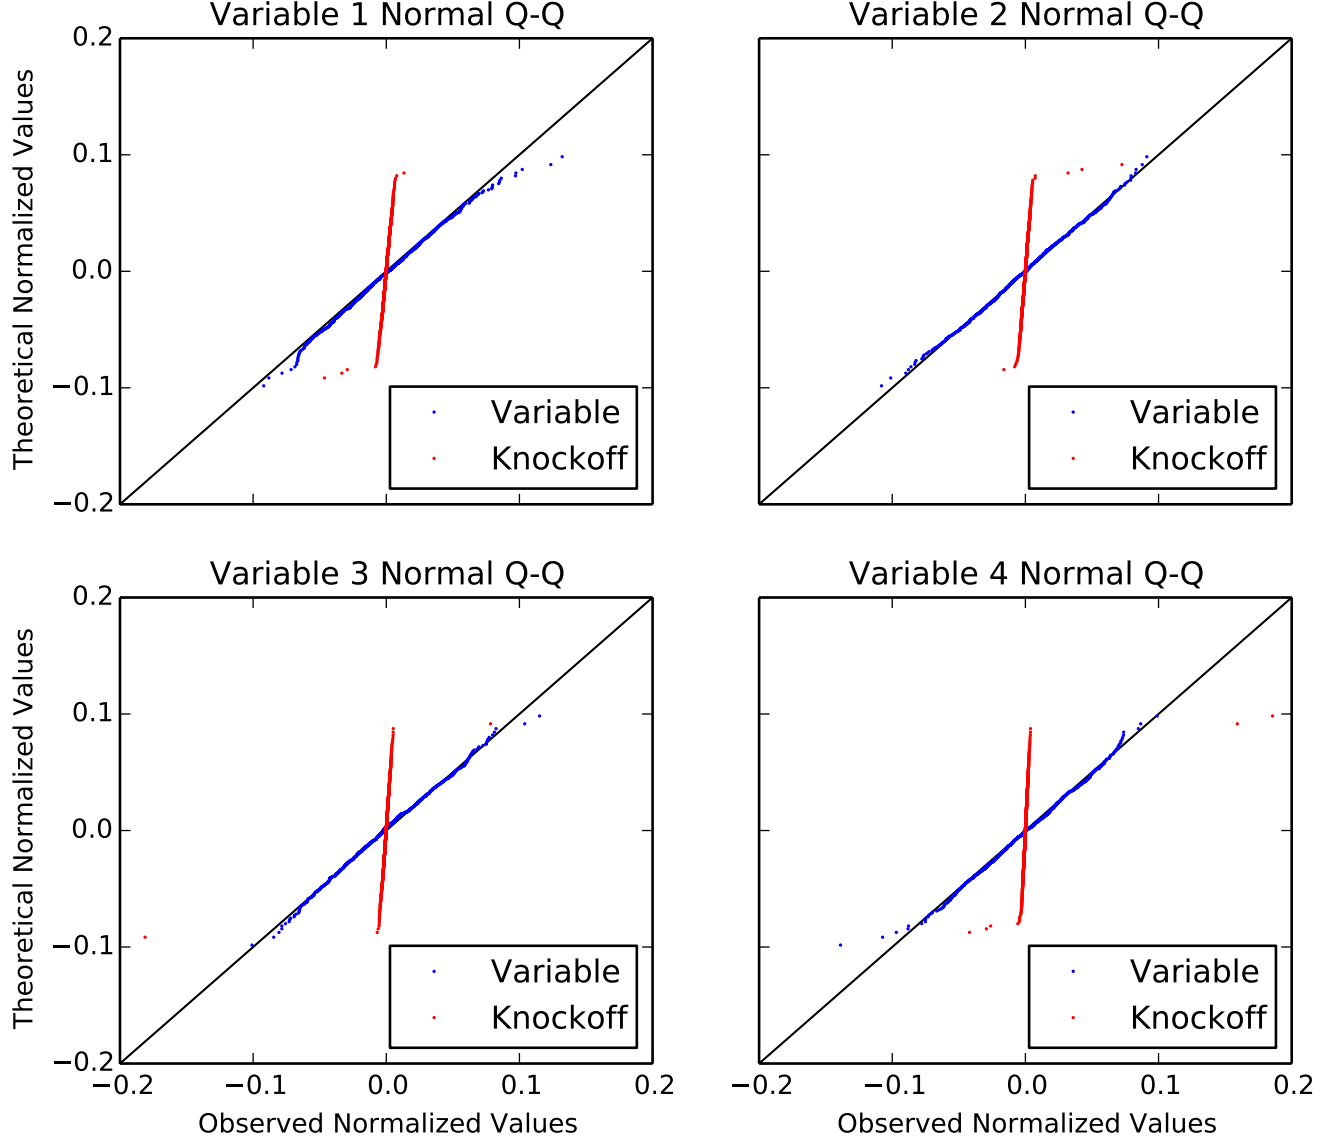 Variable 1 Normal Q-Q
Variable 2 Normal Q-Q
0.2
0.1
0.0
−0.1
−0.2
Theoretical Normalized Values
Variable
Knockoff
Variable
Knockoff
Variable 3 Normal Q-Q
Variable 4 Normal Q-Q
0.2
0.1
0.0
−0.1
−0.2
Theoretical Normalized Values
Variable
Knockoff
Variable
Knockoff
−0.2 −0.1 0.0 0.1 0.2
−0.2 −0.1 0.0 0.1 0.2
Observed Normalized Values
Observed Normalized Values